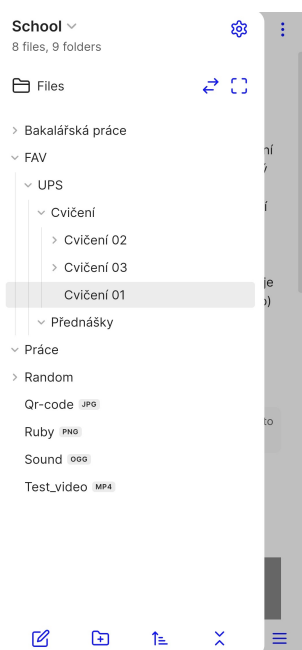 School
8 files, 9 folders
Files
Bakalářská práce
FAV
UPS
Cvičení
Cvičení 02
Cvičení 03
Cvičení 01
Přednášky
Práce
Random
Qr-code JPG
Ruby PNG
Sound OGG
Test_video MP4